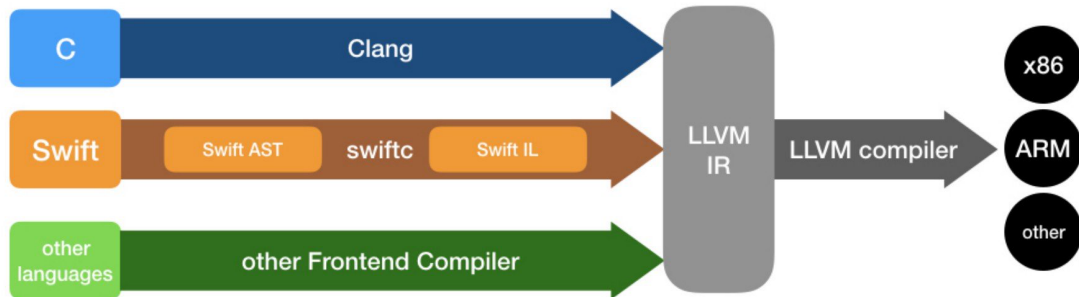 C
Clang
Swift
Swift AST
swiftc
Swift IL
other
languages
other Frontend Compiler
LLVM
IR
LLVM compiler
x86
ARM
other